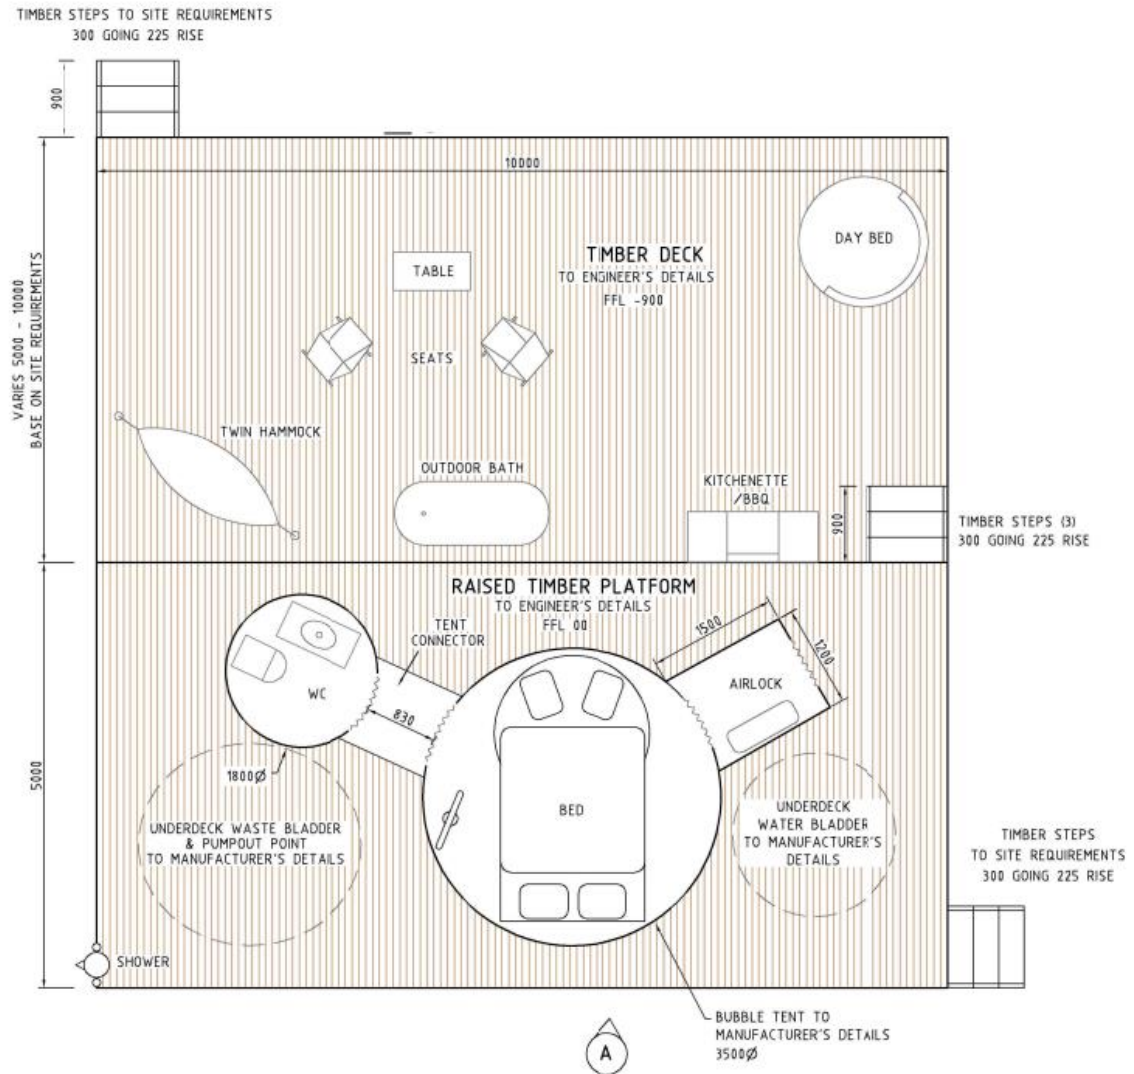 TIMBER STEPS TO SITE REQUIREMENTS
300 GOING 225 RISE
900
10000
DAY BED
TIMBER DECK
TO ENGINEER'S DETAILS
FFL -900
TABLE
VARIES 5000 - 10000
BASE ON SITE REQUIREMENTS
SEATS
TWIN HAMMOCK
OUTDOOR BATH
KITCHENETTE
/BBQ
900
TIMBER STEPS (3)
300 GOING 225 RISE
RAISED TIMBER PLATFORM
TO ENGINEER'S DETAILS
FFL 00
TENT
CONNECTOR
1500
1200
AIRLOCK
WC
830
1800Ø
5000
BED
UNDERDECK WASTE BLADDER
& PUMPOUT POINT
TO MANUFACTURER'S DETAILS
UNDERDECK
WATER BLADDER
TO MANUFACTURER'S
DETAILS
TIMBER STEPS
TO SITE REQUIREMENTS
300 GOING 225 RISE
SHOWER
BUBBLE TENT TO
MANUFACTURER'S DETAILS
3500Ø
A